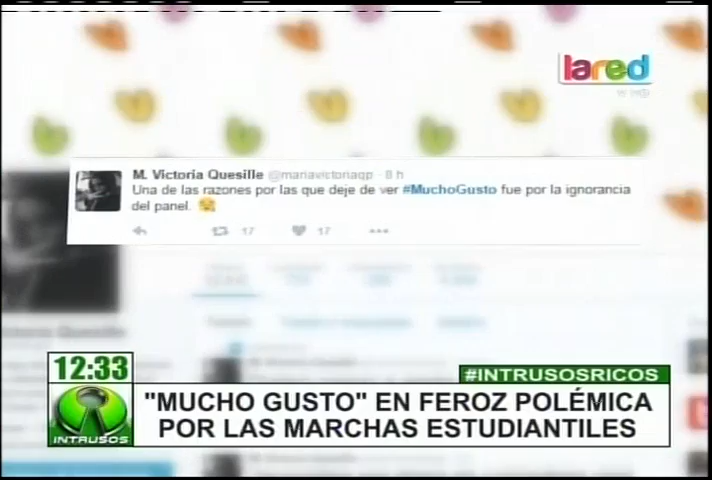 lared
M. Victoria Quesille @mariavictoriaqp · 8 h
Una de las razones por las que deje de ver #MuchoGusto fue por la ignorancia
del panel.
17 17
12:33
#INTRUSOSRICOS
INTRUSOS
"MUCHO GUSTO" EN FEROZ POLÉMICA
POR LAS MARCHAS ESTUDIANTILES